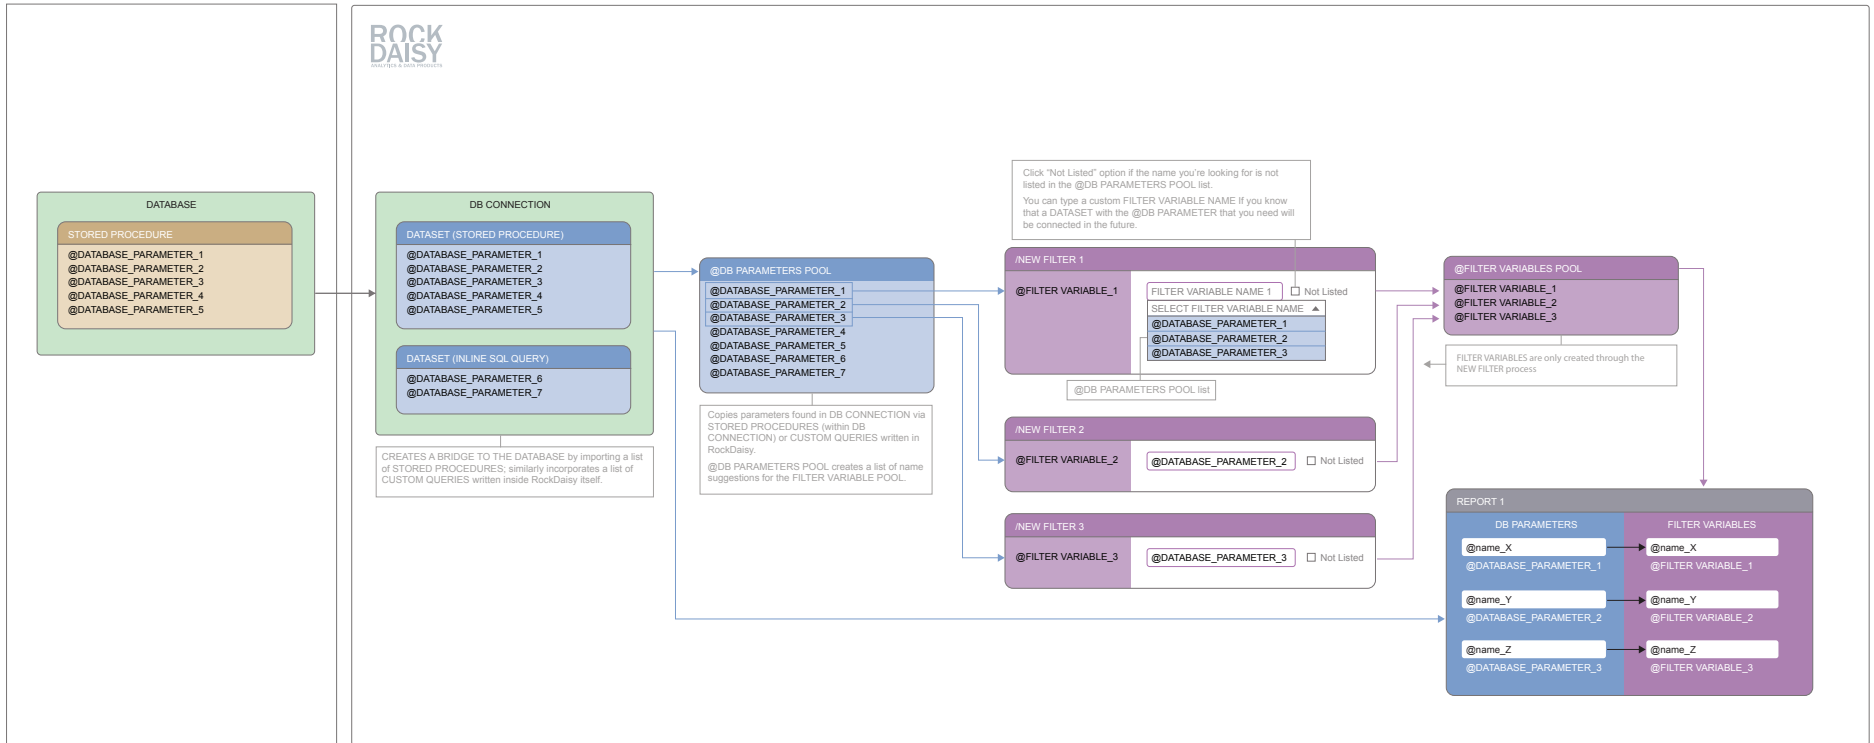 ROCK
DAISY
ANALYTICS & DATA PRODUCTS
DATABASE
STORED PROCEDURE
@DATABASE_PARAMETER_1
@DATABASE_PARAMETER_2
@DATABASE_PARAMETER_3
@DATABASE_PARAMETER_4
@DATABASE_PARAMETER_5
DB CONNECTION
DATASET (STORED PROCEDURE)
@DATABASE_PARAMETER_1
@DATABASE_PARAMETER_2
@DATABASE_PARAMETER_3
@DATABASE_PARAMETER_4
@DATABASE_PARAMETER_5
DATASET (INLINE SQL QUERY)
@DATABASE_PARAMETER_6
@DATABASE_PARAMETER_7
CREATES A BRIDGE TO THE DATABASE by importing a list
of STORED PROCEDURES; similarly incorporates a list of
CUSTOM QUERIES written inside RockDaisy itself.
@DB PARAMETERS POOL
@DATABASE_PARAMETER_1
@DATABASE_PARAMETER_2
@DATABASE_PARAMETER_3
@DATABASE_PARAMETER_4
@DATABASE_PARAMETER_5
@DATABASE_PARAMETER_6
@DATABASE_PARAMETER_7
Copies parameters found in DB CONNECTION via
STORED PROCEDURES (within DB
CONNECTION) or CUSTOM QUERIES written in
RockDaisy.
@DB PARAMETERS POOL creates a list of name
suggestions for the FILTER VARIABLE POOL.
Click “Not Listed” option if the name you’re looking for is not
listed in the @DB PARAMETERS POOL list.
You can type a custom FILTER VARIABLE NAME If you know
that a DATASET with the @DB PARAMETER that you need will
be connected in the future.
/NEW FILTER 1
@FILTER VARIABLE_1
FILTER VARIABLE NAME 1
Not Listed
SELECT FILTER VARIABLE NAME
@DATABASE_PARAMETER_1
@DATABASE_PARAMETER_2
@DATABASE_PARAMETER_3
@DB PARAMETERS POOL list
/NEW FILTER 2
@FILTER VARIABLE_2
@DATABASE_PARAMETER_2
Not Listed
/NEW FILTER 3
@FILTER VARIABLE_3
@DATABASE_PARAMETER_3
Not Listed
@FILTER VARIABLES POOL
@FILTER VARIABLE_1
@FILTER VARIABLE_2
@FILTER VARIABLE_3
FILTER VARIABLES are only created through the
NEW FILTER process
REPORT 1
DB PARAMETERS
FILTER VARIABLES
@name_X
@name_X
@DATABASE_PARAMETER_1
@FILTER VARIABLE_1
@name_Y
@name_Y
@DATABASE_PARAMETER_2
@FILTER VARIABLE_2
@name_Z
@name_Z
@DATABASE_PARAMETER_3
@FILTER VARIABLE_3